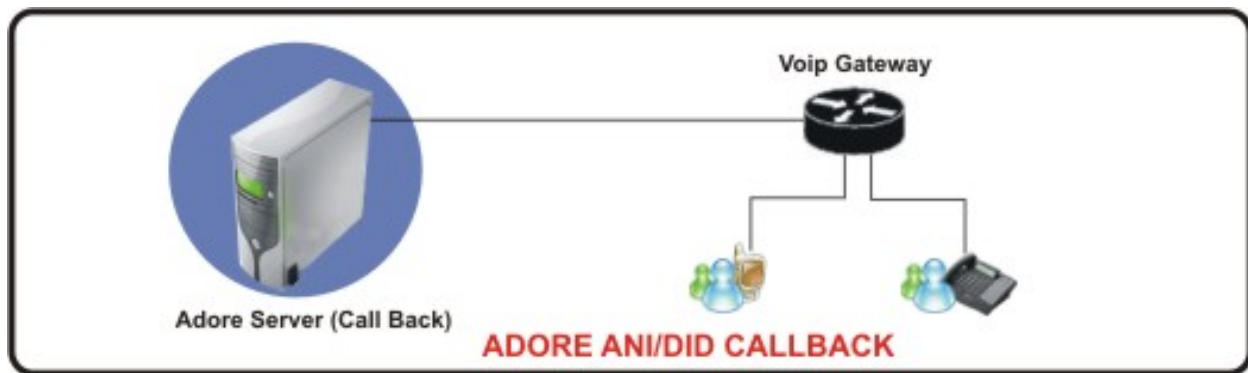 Voip Gateway
Adore Server (Call Back)
ADORE ANI/DID CALLBACK